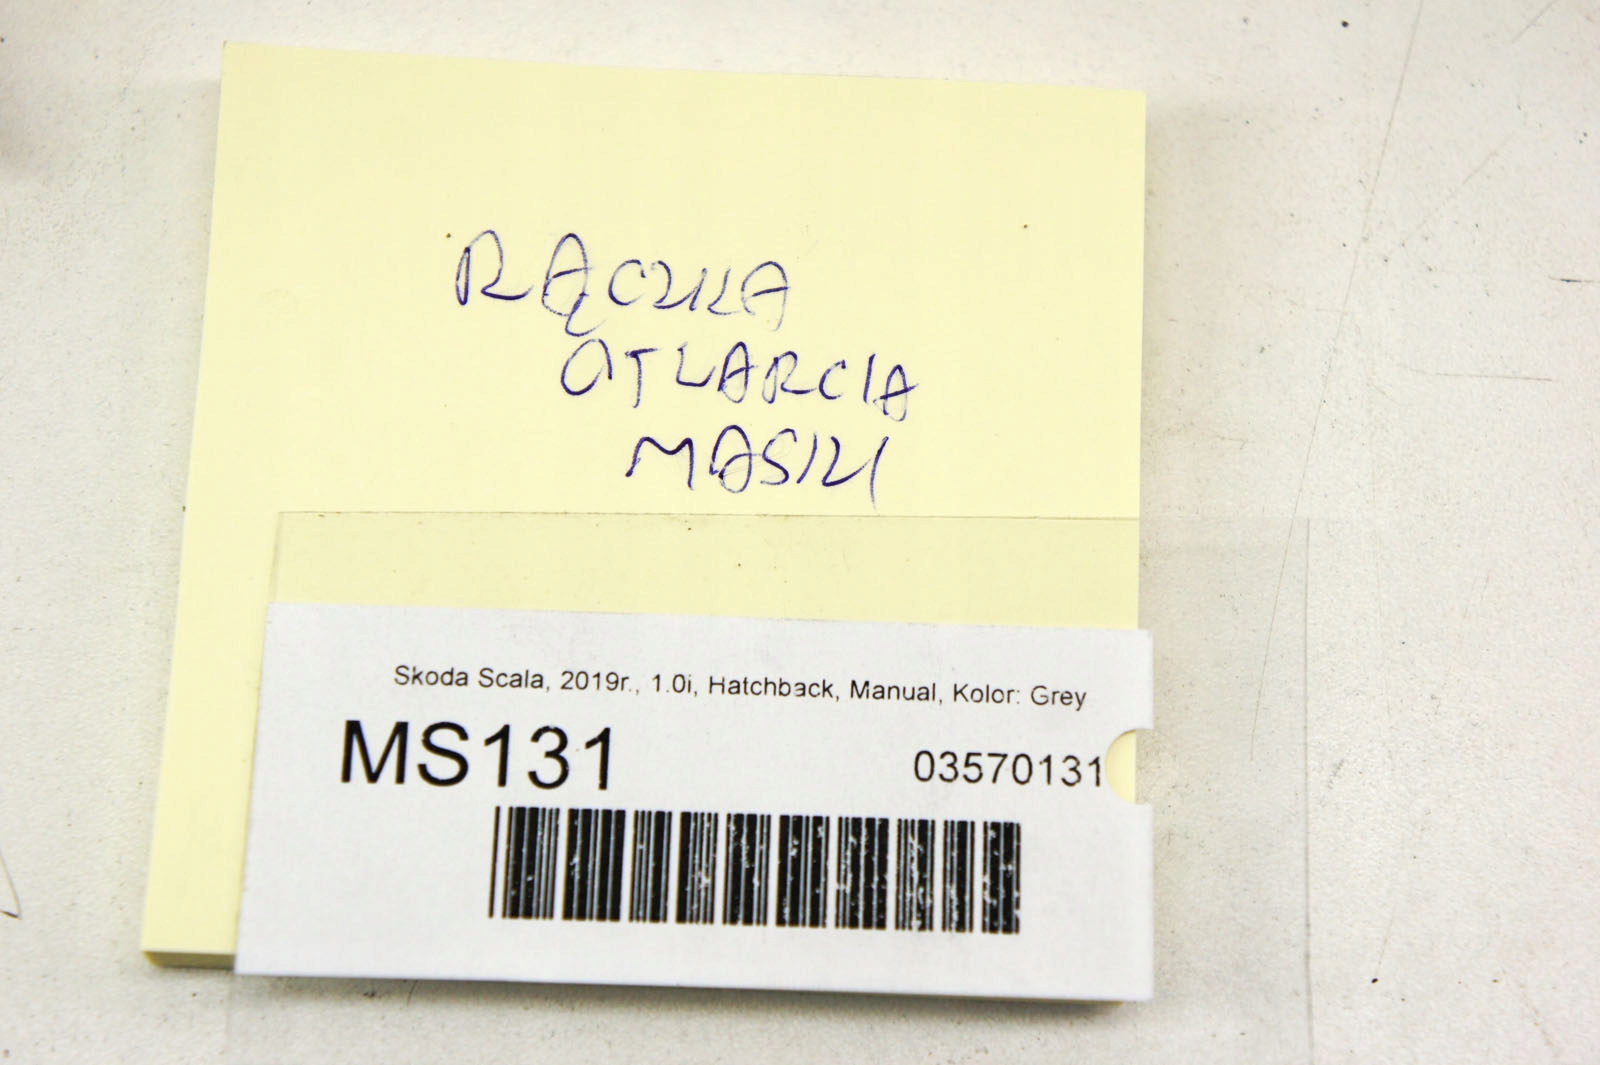 RĄCZKA
OTWARCIA
MASKI
Skoda Scala, 2019r., 1.0i, Hatchback, Manual, Kolor: Grey
MS131
03570131